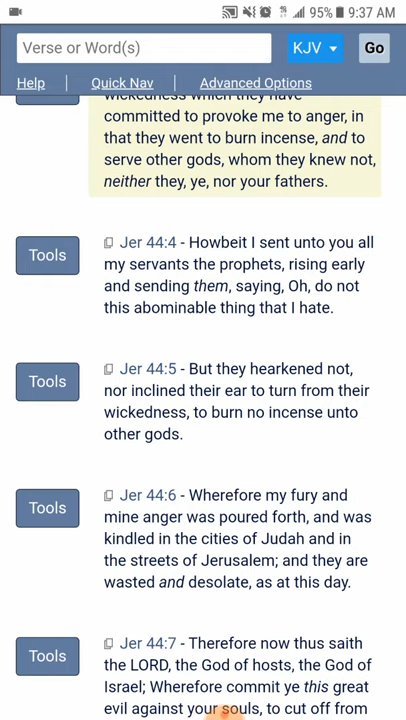 95% 9:37 AM
Verse or Word(s) KJV Go
Help | Quick Nav | Advanced Options
wickedness which they have
committed to provoke me to anger, in
that they went to burn incense, and to
serve other gods, whom they knew not,
neither they, ye, nor your fathers.
Tools
Jer 44:4 - Howbeit I sent unto you all
my servants the prophets, rising early
and sending them, saying, Oh, do not
this abominable thing that I hate.
Tools
Jer 44:5 - But they hearkened not,
nor inclined their ear to turn from their
wickedness, to burn no incense unto
other gods.
Tools
Jer 44:6 - Wherefore my fury and
mine anger was poured forth, and was
kindled in the cities of Judah and in
the streets of Jerusalem; and they are
wasted and desolate, as at this day.
Tools
Jer 44:7 - Therefore now thus saith
the LORD, the God of hosts, the God of
Israel; Wherefore commit ye this great
evil against your souls, to cut off from